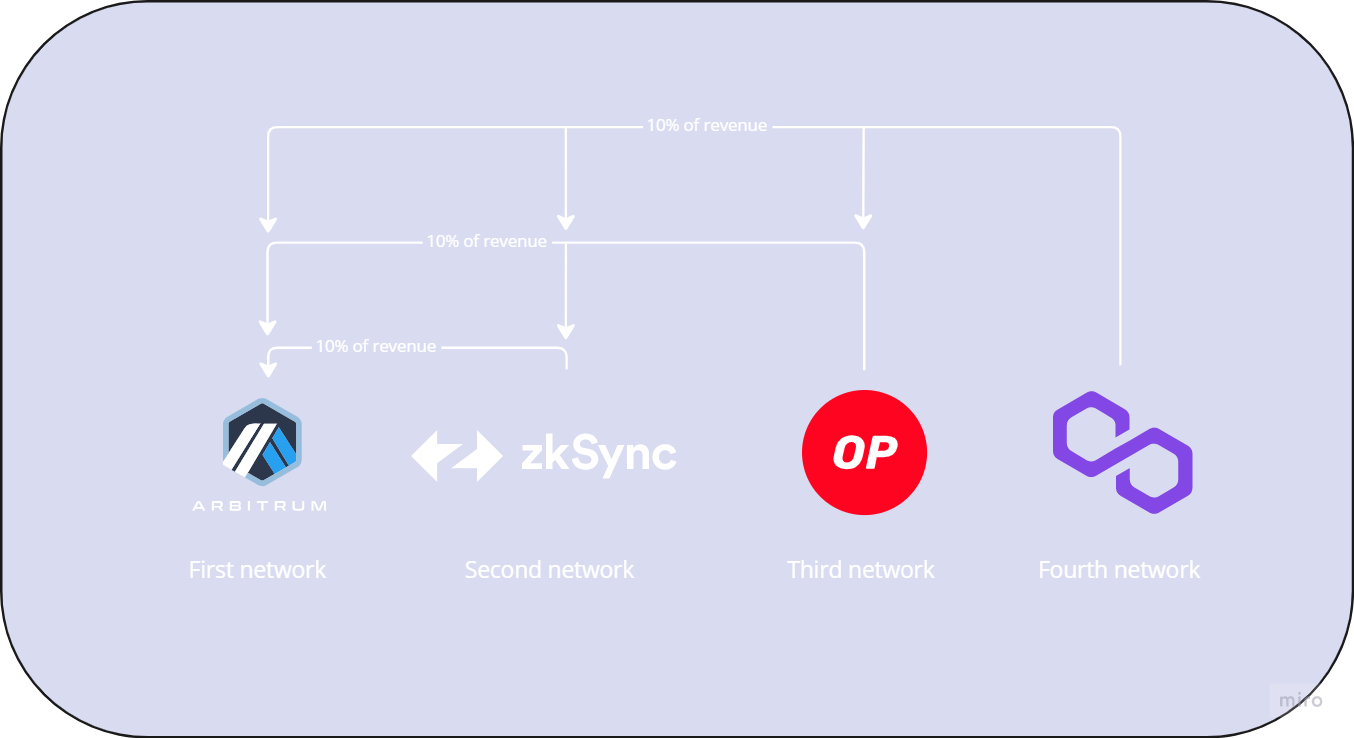 10% of revenue
10% of revenue
10% of revenue
ARBITRUM
zkSync
OP
First network
Second network
Third network
Fourth network
miro